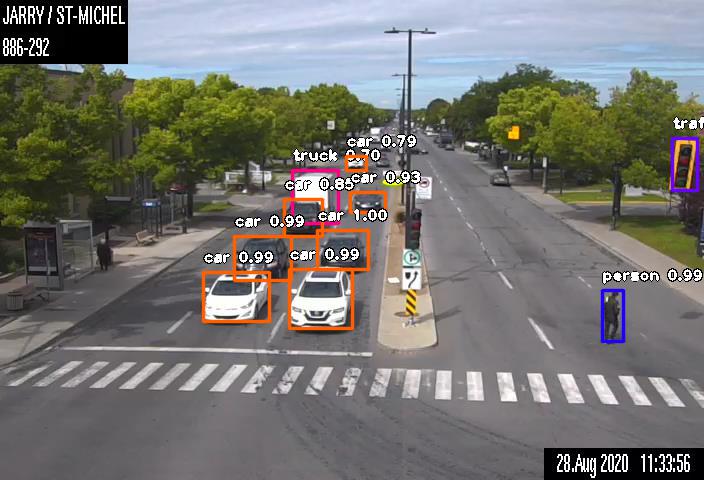 JARRY / ST-MICHEL
886-292
car 0.79
truck 0.70
car 0.93
car 0.85
car 1.00
car 0.99
car 0.99
car 0.99
traf
person 0.99
28.Aug 2020 11:33:56